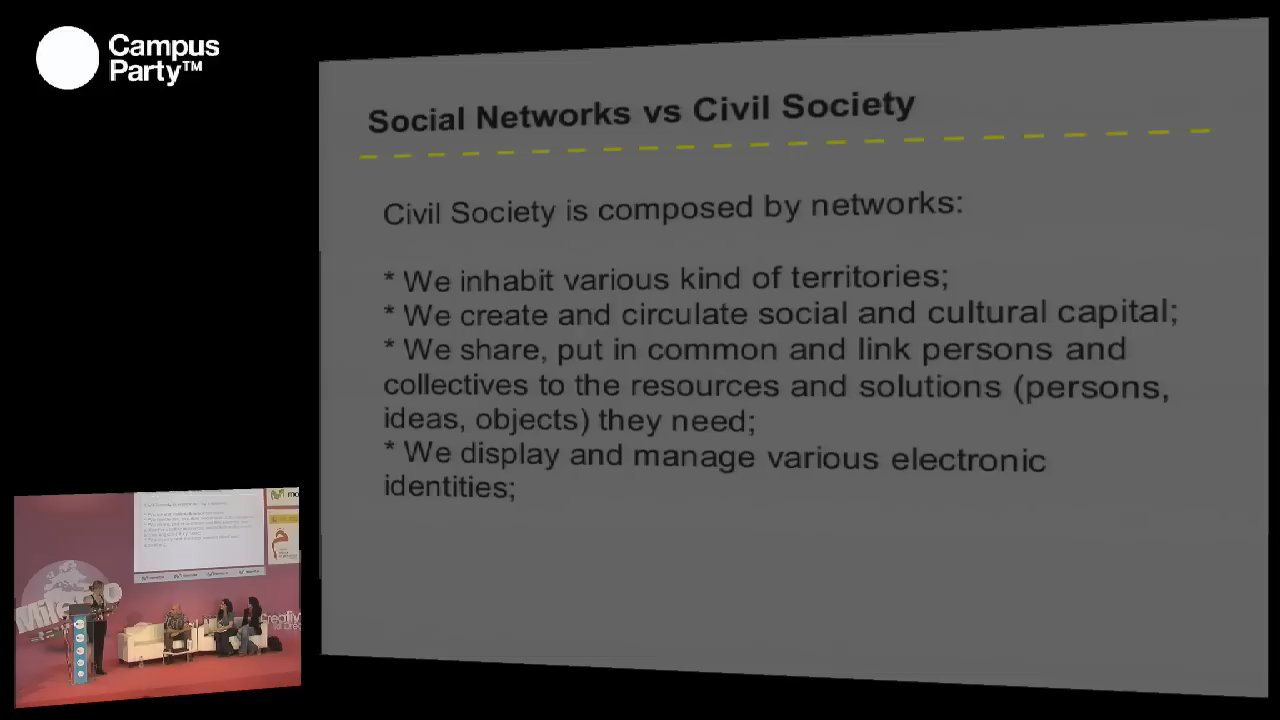 Campus
Party™
Social Networks vs Civil Society
Civil Society is composed by networks:
* We inhabit various kind of territories;
* We create and circulate social and cultural capital;
* We share, put in common and link persons and
collectives to the resources and solutions (persons,
ideas, objects) they need;
* We display and manage various electronic
identities;